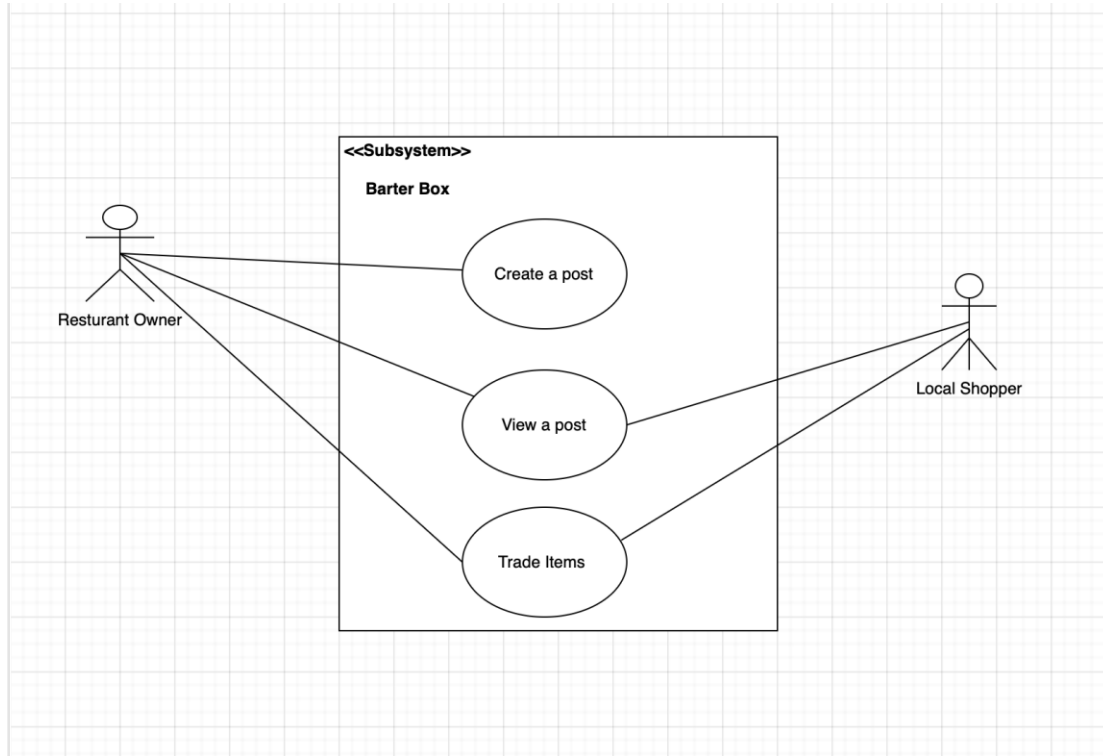 <<Subsystem>>
Barter Box
Create a post
Resturant Owner
Local Shopper
View a post
Trade Items